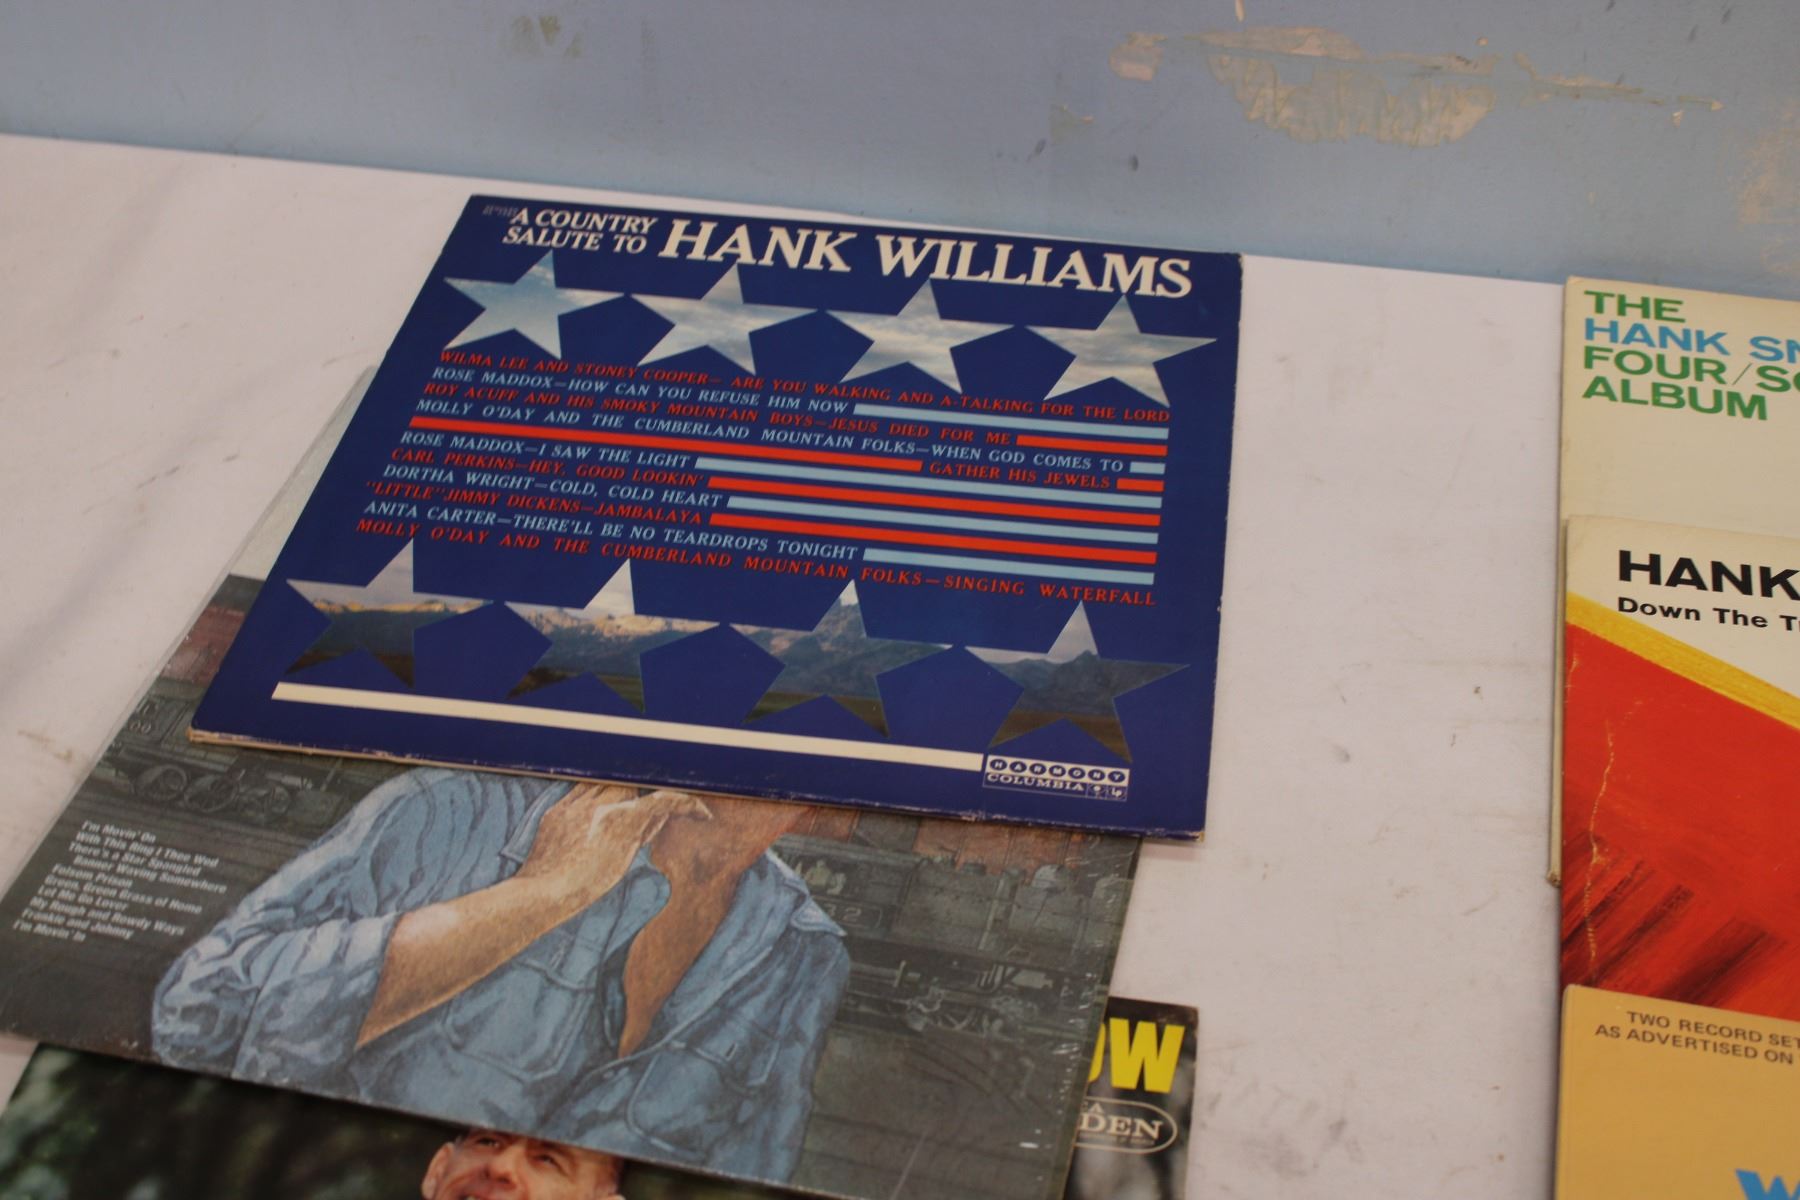 A COUNTRY
SALUTE TO HANK WILLIAMS
WILMA LEE AND STONEY COOPER— ARE YOU WALKING AND A-TALKING FOR THE LORD
ROSE MADDOX—HOW CAN YOU REFUSE HIM NOW
ROY ACUFF AND HIS SMOKY MOUNTAIN BOYS—JESUS DIED FOR ME
MOLLY O'DAY AND THE CUMBERLAND MOUNTAIN FOLKS—WHEN GOD COMES TO
GATHER HIS JEWELS
ROSE MADDOX—I SAW THE LIGHT
CARL PERKINS—HEY, GOOD LOOKIN'
DORTHA WRIGHT—COLD, COLD HEART
"LITTLE" JIMMY DICKENS—JAMBALAYA
ANITA CARTER—THERE'LL BE NO TEARDROPS TONIGHT
MOLLY O'DAY AND THE CUMBERLAND MOUNTAIN FOLKS—SINGING WATERFALL
HARMONY
COLUMBIA
I'm Movin' On
With This Ring I Thee Wed
There's a Star Spangled
Banner Waving Somewhere
Folsom Prison
Green, Green Grass of Home
Let Me Go Lover
My Rough and Rowdy Ways
Frankie and Johnny
I'm Movin' In
OW
DEN
THE
HANK SN
FOUR/SO
ALBUM
HANK
Down The T
TWO RECORD SET
AS ADVERTISED ON
W